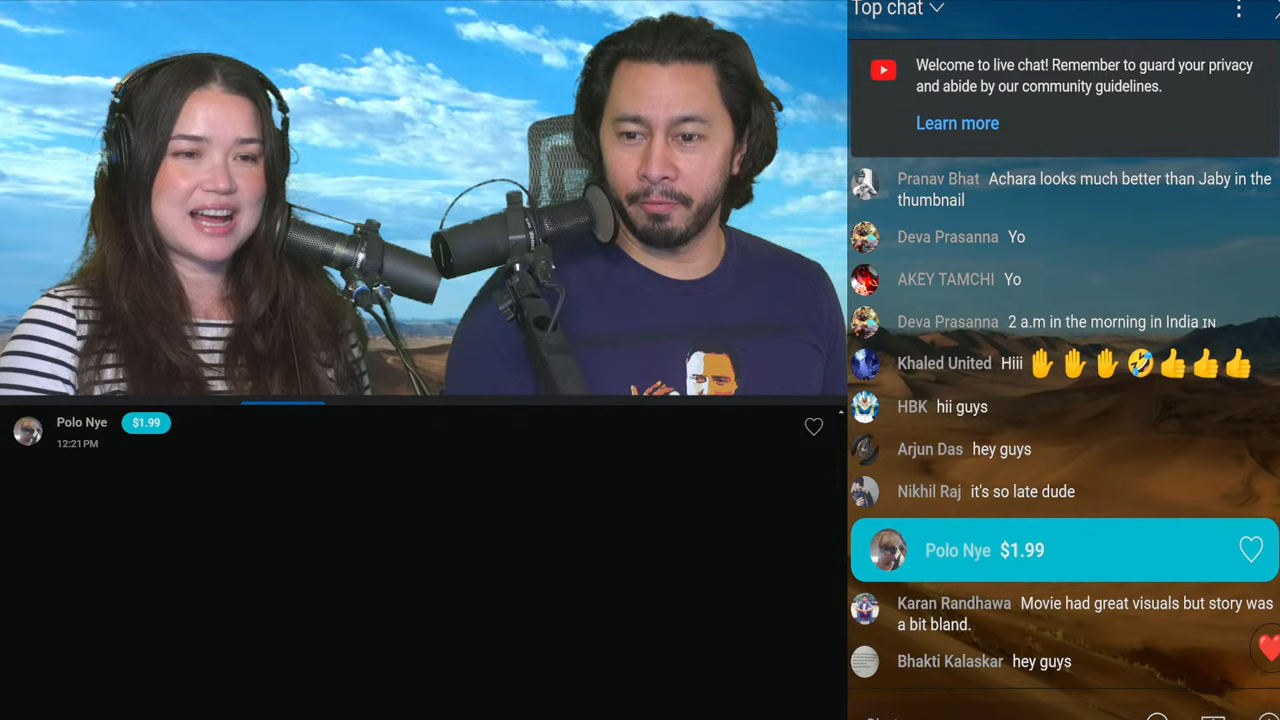 Top chat
Welcome to live chat! Remember to guard your privacy
and abide by our community guidelines.
Learn more
Pranav Bhat Achara looks much better than Jaby in the
thumbnail
Deva Prasanna Yo
AKEY TAMCHI Yo
Deva Prasanna 2 a.m in the morning in India ɪɴ
Khaled United Hiii ✋✋✋🤣👍👍👍
HBK hii guys
Arjun Das hey guys
Nikhil Raj it's so late dude
Polo Nye $1.99
Karan Randhawa Movie had great visuals but story was
a bit bland.
Bhakti Kalaskar hey guys
Polo Nye $1.99
12:21 PM